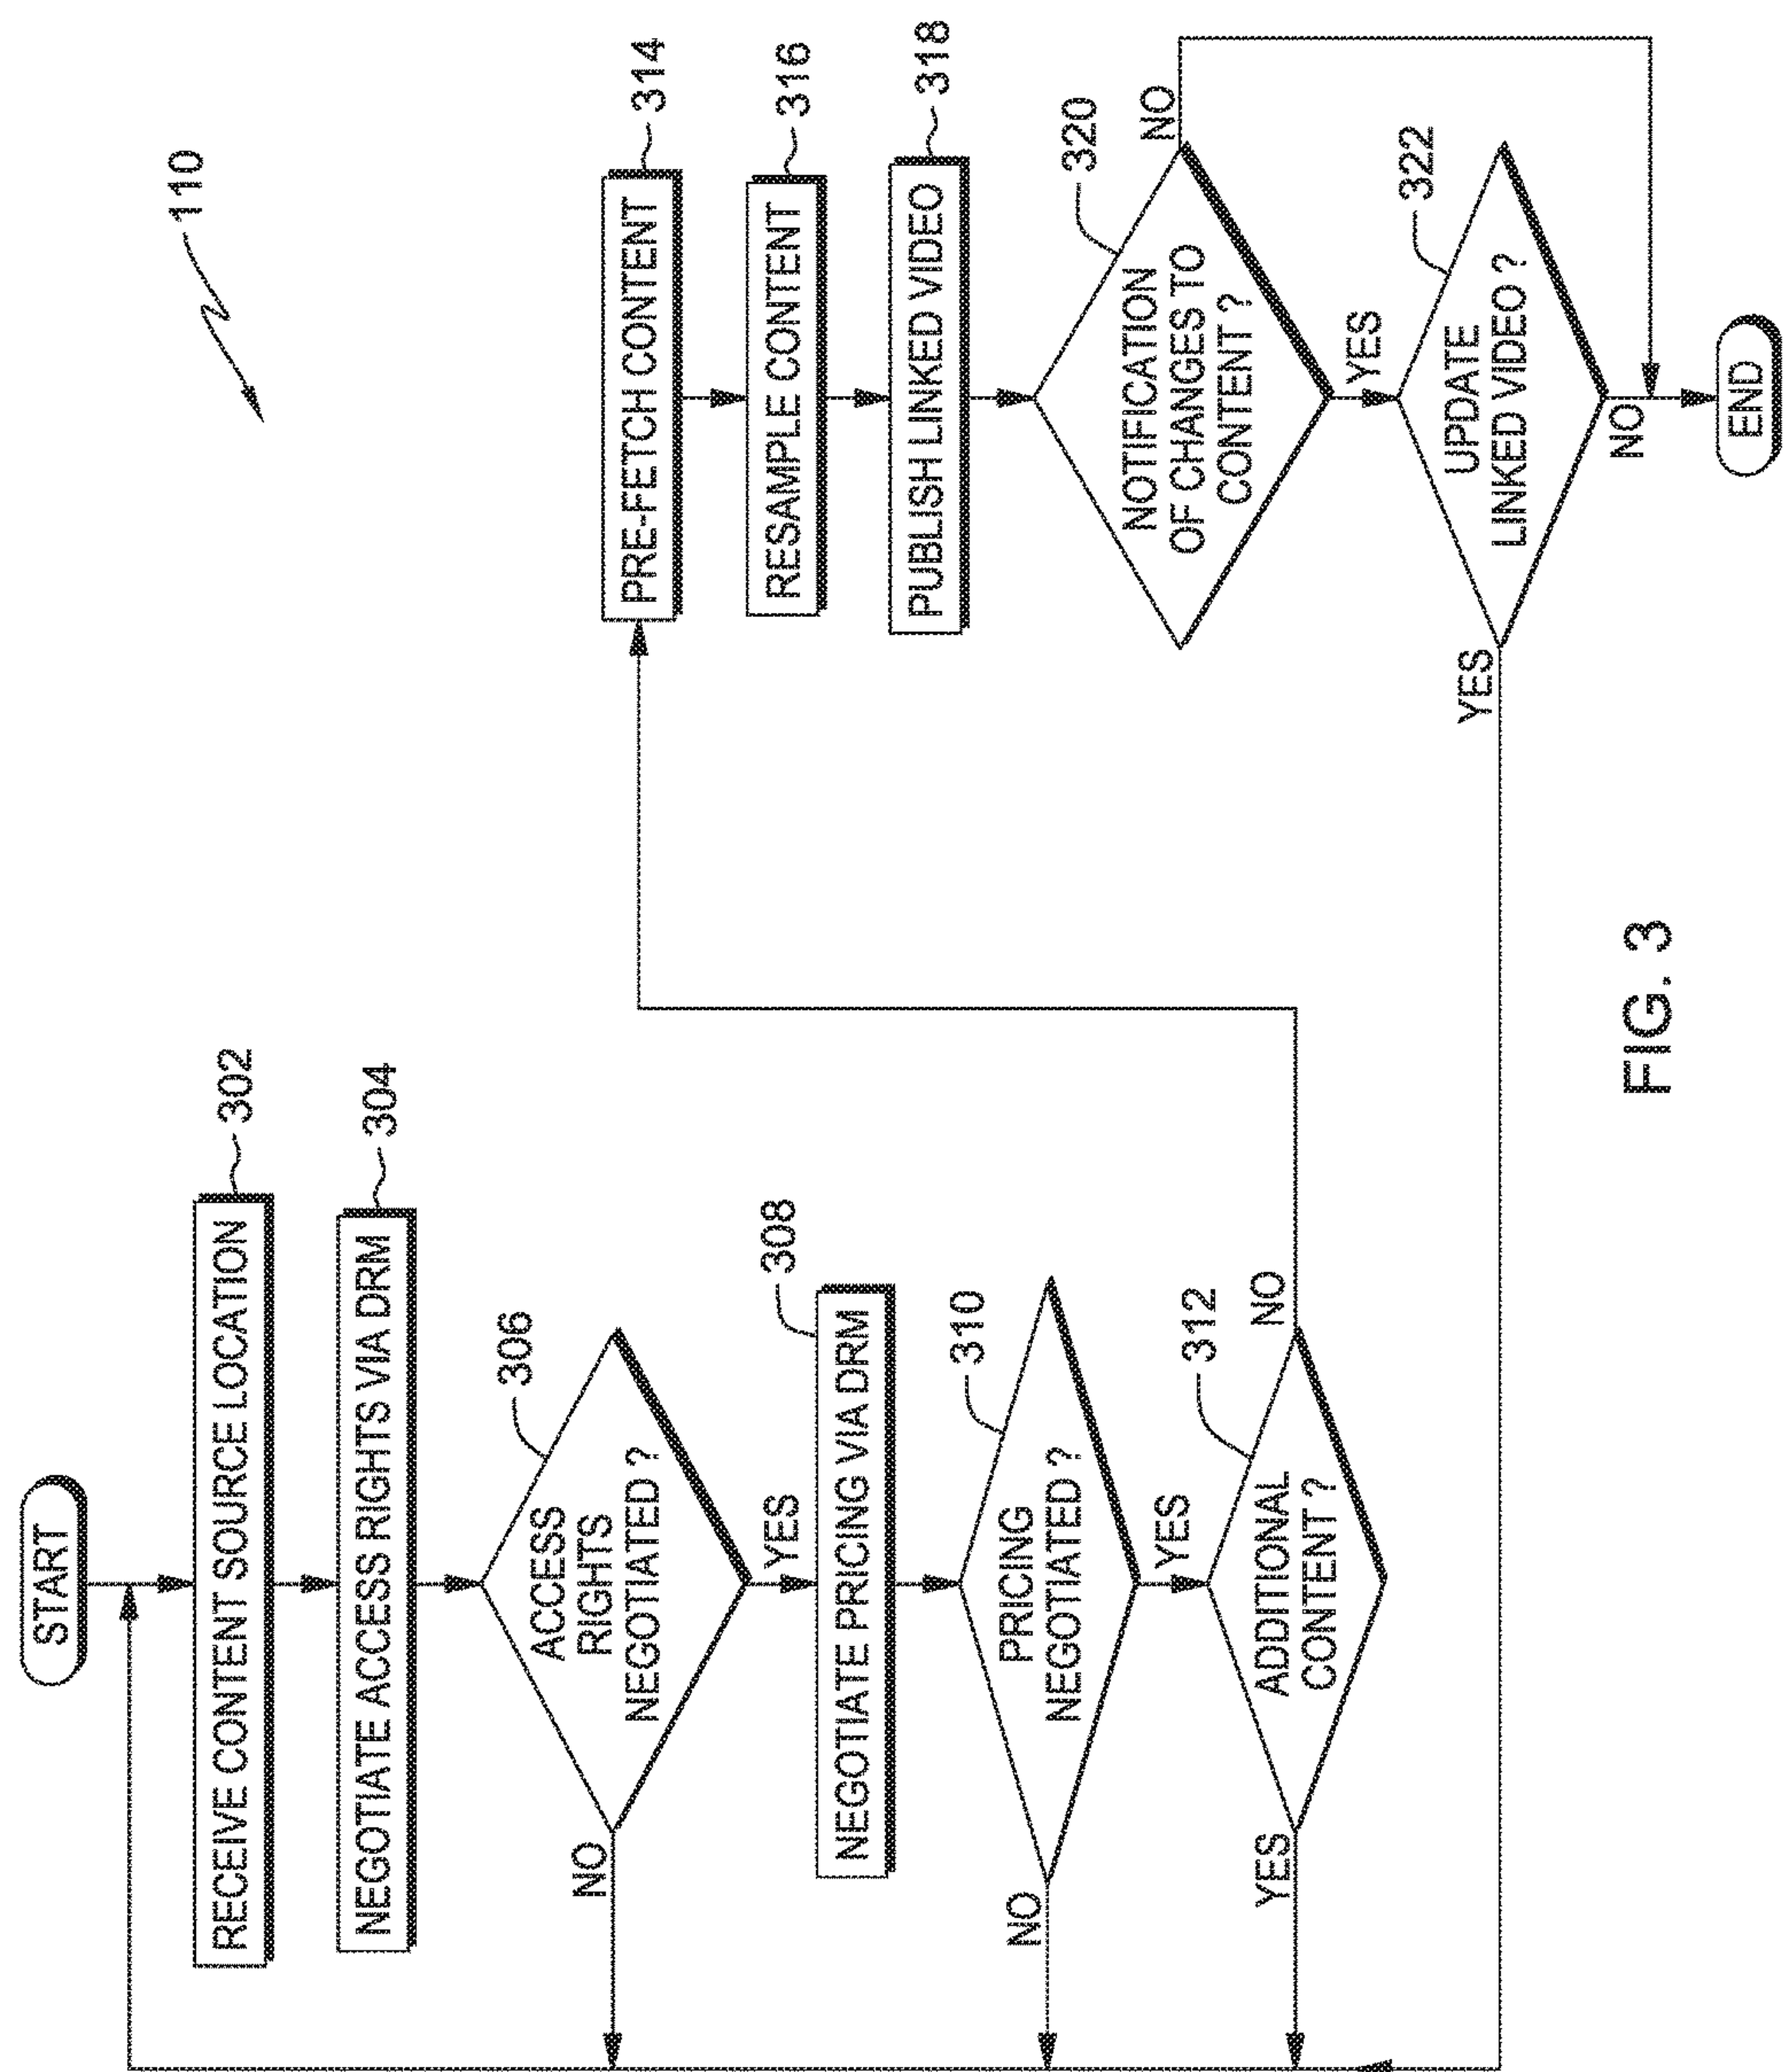 110
START
RECEIVE CONTENT SOURCE LOCATION
302
NEGOTIATE ACCESS RIGHTS VIA DRM
304
ACCESS
RIGHTS
NEGOTIATED ?
306
NO
YES
NEGOTIATE PRICING VIA DRM
308
PRICING
NEGOTIATED ?
310
NO
YES
ADDITIONAL
CONTENT ?
312
YES
NO
PRE-FETCH CONTENT
314
RESAMPLE CONTENT
316
PUBLISH LINKED VIDEO
318
NOTIFICATION
OF CHANGES TO
CONTENT ?
320
NO
YES
UPDATE
LINKED VIDEO ?
322
YES
NO
END
FIG. 3